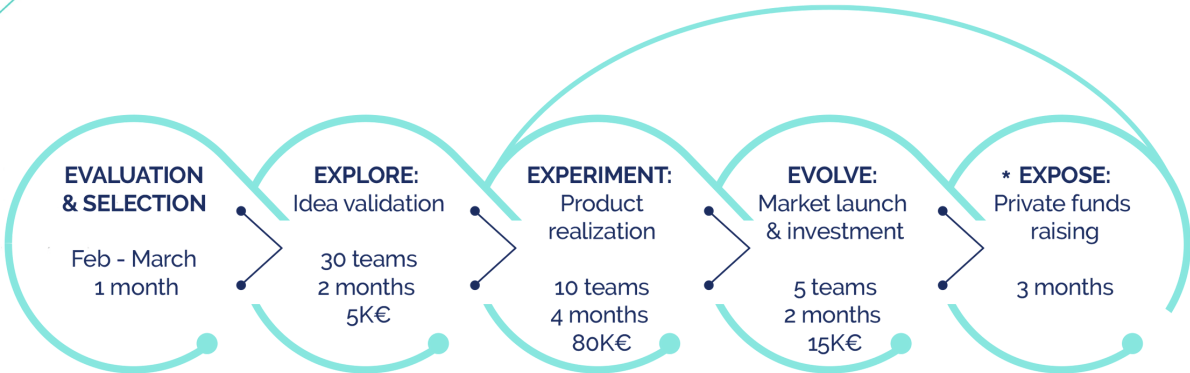 EVALUATION
& SELECTION
Feb - March
1 month
EXPLORE:
Idea validation
30 teams
2 months
5K€
EXPERIMENT:
Product
realization
10 teams
4 months
80K€
EVOLVE:
Market launch
& investment
5 teams
2 months
15K€
* EXPOSE:
Private funds
raising
3 months